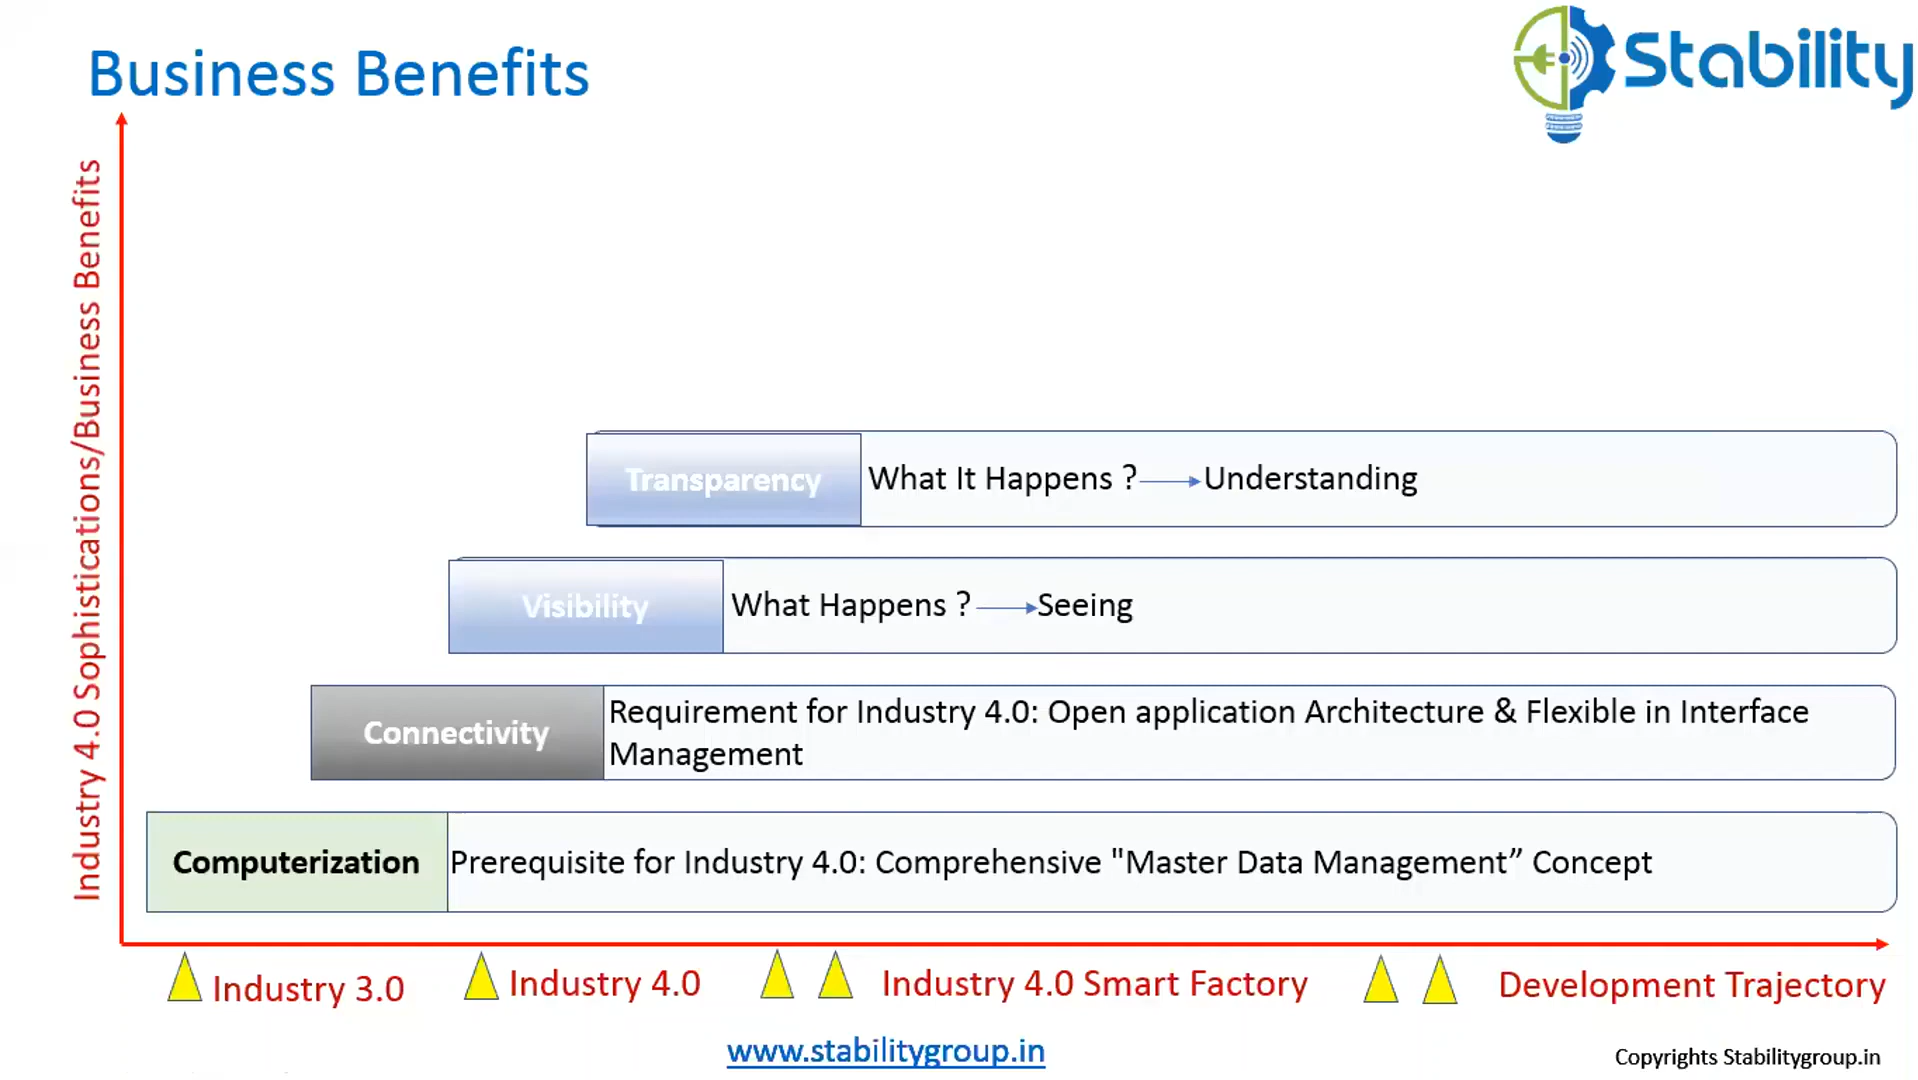 Business Benefits
Stability
Industry 4.0 Sophistications/Business Benefits
Transparency
What It Happens ? Understanding
Visibility
What Happens ? Seeing
Connectivity
Requirement for Industry 4.0: Open application Architecture & Flexible in Interface
Management
Computerization
Prerequisite for Industry 4.0: Comprehensive "Master Data Management” Concept
Industry 3.0
Industry 4.0
Industry 4.0 Smart Factory
Development Trajectory
www.stabilitygroup.in
Copyrights Stabilitygroup.in